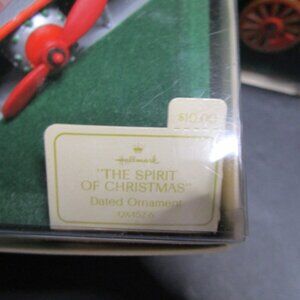 $10.00
Hallmark
"THE SPIRIT
OF CHRISTMAS"
Dated Ornament